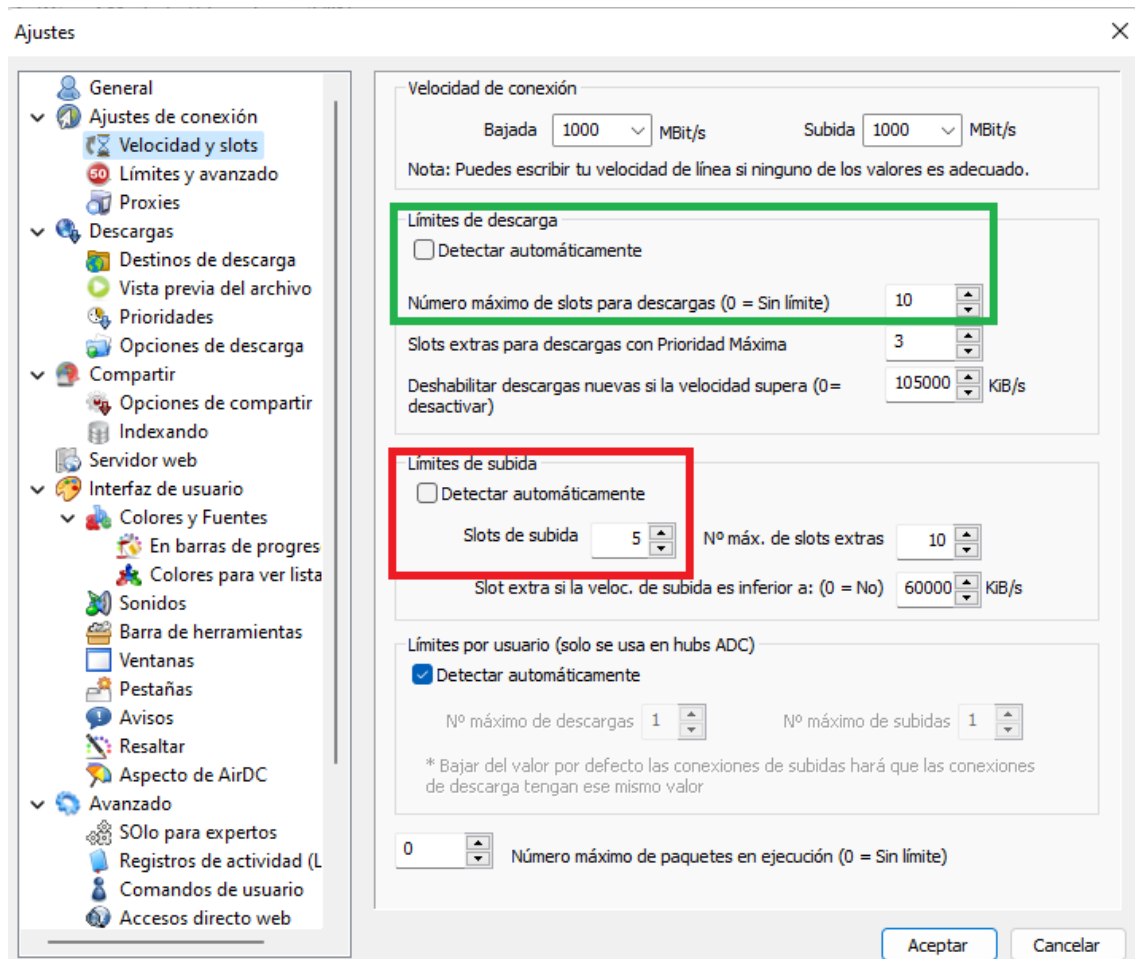 Ajustes
General
Ajustes de conexión
Velocidad y slots
50
Límites y avanzado
Proxies
Descargas
Destinos de descarga
Vista previa del archivo
Prioridades
Opciones de descarga
Compartir
Opciones de compartir
Indexando
Servidor web
Interfaz de usuario
Colores y Fuentes
En barras de progres
Colores para ver lista
Sonidos
Barra de herramientas
Ventanas
Pestañas
Avisos
Resaltar
Aspecto de AirDC
Avanzado
SOlo para expertos
Registros de actividad (L
Comandos de usuario
Accesos directo web
Velocidad de conexión
Bajada 1000 MBit/s Subida 1000 MBit/s
Nota: Puedes escribir tu velocidad de línea si ninguno de los valores es adecuado.
Límites de descarga
Detectar automáticamente
Número máximo de slots para descargas (0 = Sin límite) 10
Slots extras para descargas con Prioridad Máxima 3
Deshabilitar descargas nuevas si la velocidad supera (0= 105000 KiB/s
desactivar)
Límites de subida
Detectar automáticamente
Slots de subida 5 Nº máx. de slots extras 10
Slot extra si la veloc. de subida es inferior a: (0 = No) 60000 KiB/s
Límites por usuario (solo se usa en hubs ADC)
Detectar automáticamente
Nº máximo de descargas 1 Nº máximo de subidas 1
* Bajar del valor por defecto las conexiones de subidas hará que las conexiones
de descarga tengan ese mismo valor
0 Número máximo de paquetes en ejecución (0 = Sin límite)
Aceptar Cancelar